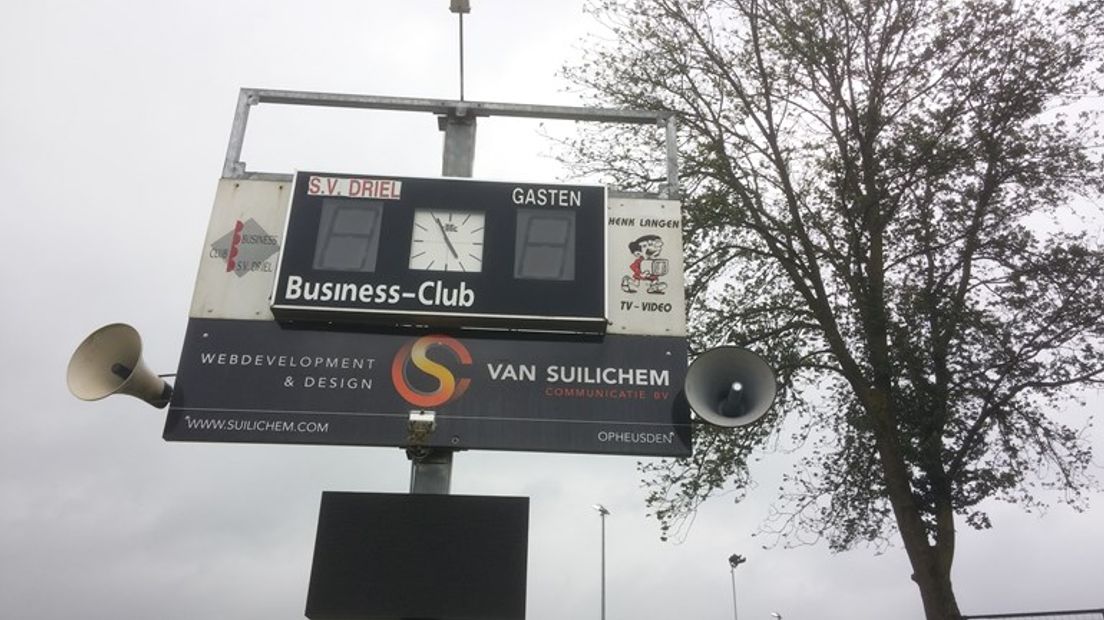 S.V. DRIEL
GASTEN
BUSINESS
CLUB
S.V. DRIEL
HENK LANGEN
TV - VIDEO
Business-Club
WEBDEVELOPMENT
& DESIGN
VAN SUILICHEM
COMMUNICATIE BV
WWW.SUILICHEM.COM
OPHEUSDEN